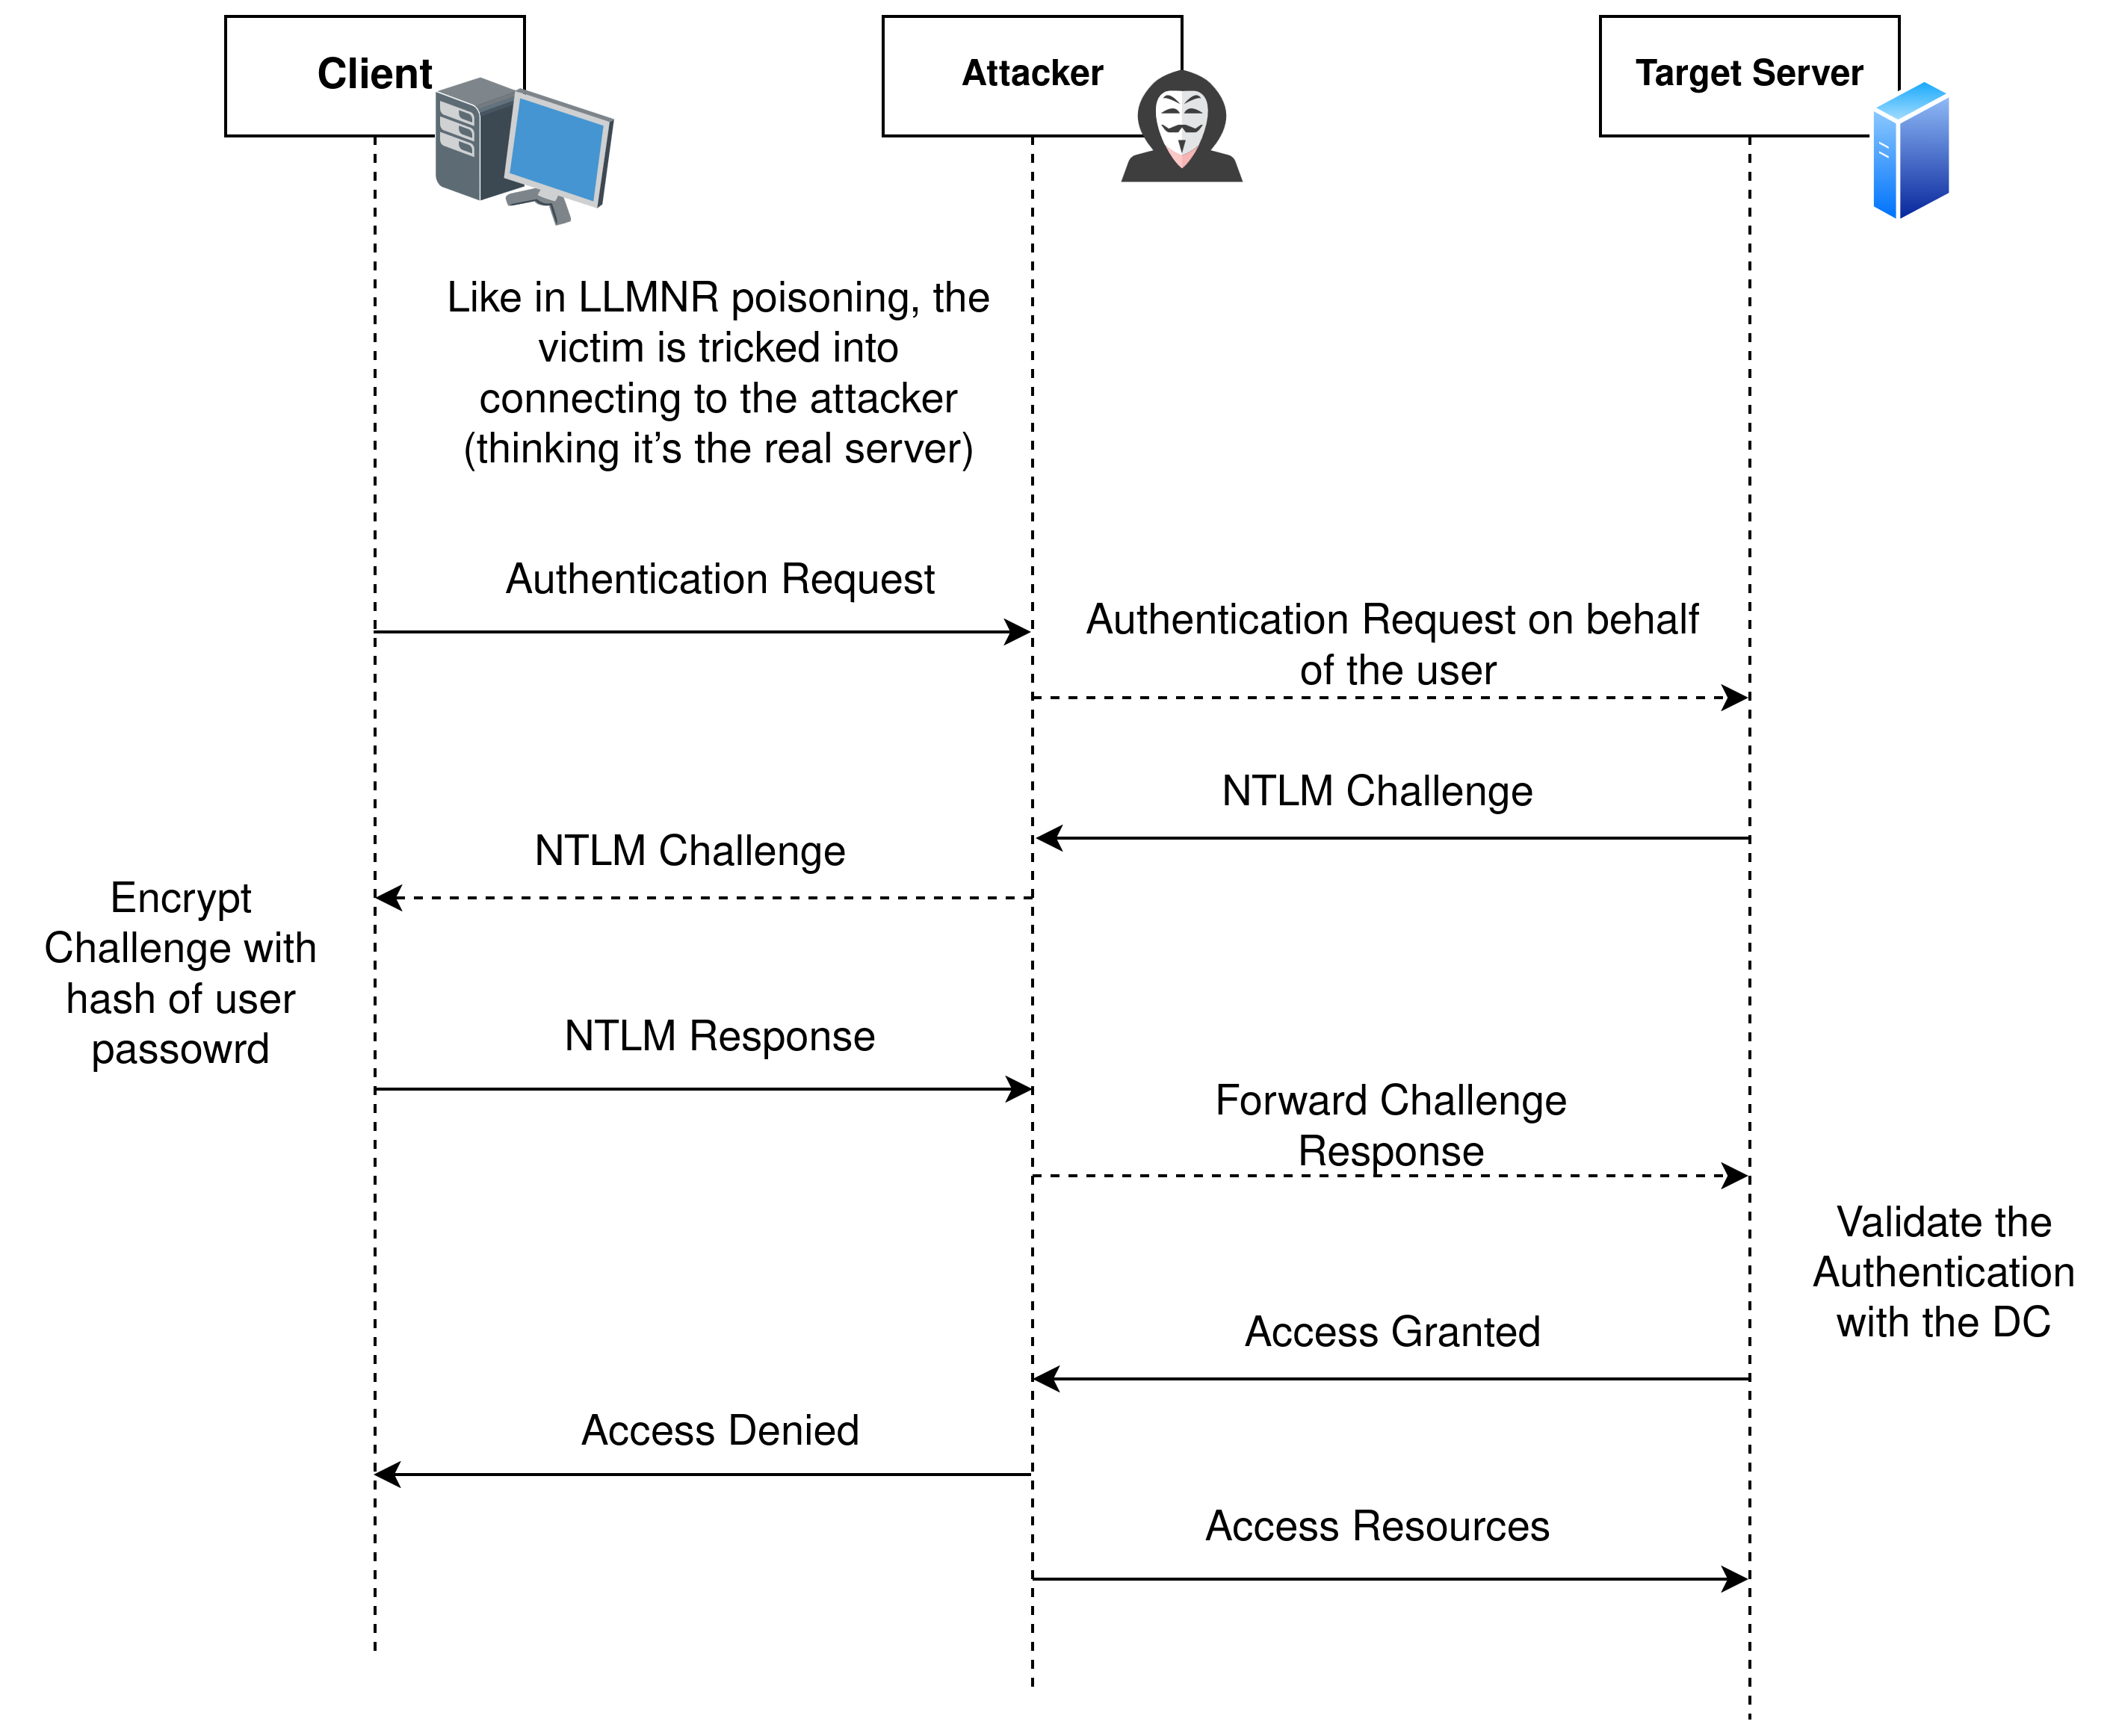 Client
Attacker
Target Server
Like in LLMNR poisoning, the
victim is tricked into
connecting to the attacker
(thinking it's the real server)
Authentication Request
Authentication Request on behalf
of the user
NTLM Challenge
NTLM Challenge
Encrypt
Challenge with
hash of user
passowrd
NTLM Response
Forward Challenge
Response
Validate the
Authentication
with the DC
Access Granted
Access Denied
Access Resources